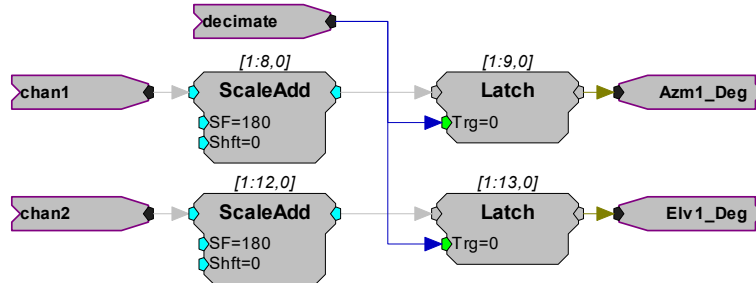 decimate
[1:8,0]
[1:9,0]
chan1
ScaleAdd
Latch
Azm1_Deg
SF=180
Shft=0
Trg=0
[1:12,0]
[1:13,0]
chan2
ScaleAdd
Latch
Elv1_Deg
SF=180
Shft=0
Trg=0